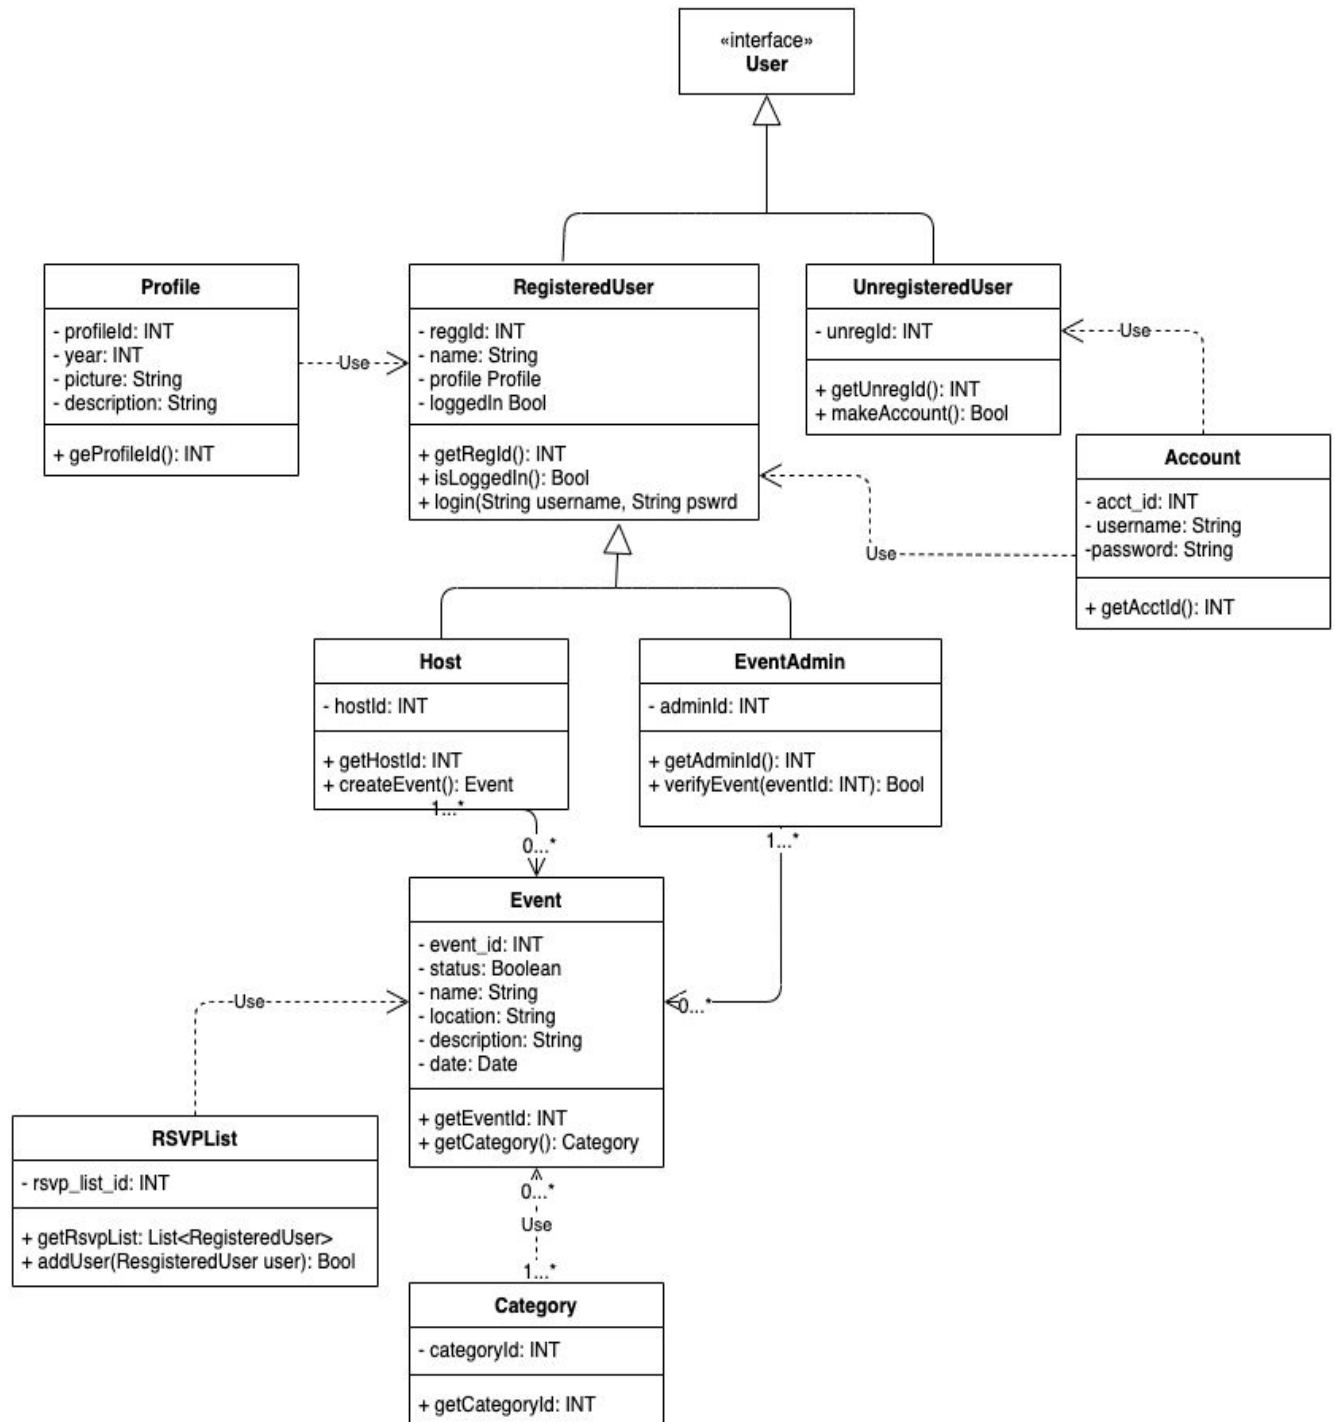 «interface»
User
Profile
- profileId: INT
- year: INT
- picture: String
- description: String
+ geProfileId(): INT
Use
RegisteredUser
- reggId: INT
- name: String
- profile Profile
- loggedIn Bool
+ getRegId(): INT
+ isLoggedIn(): Bool
+ login(String username, String pswrd
UnregisteredUser
- unregId: INT
+ getUnregId(): INT
+ makeAccount(): Bool
Use
Account
- acct_id: INT
- username: String
-password: String
+ getAcctId(): INT
Use
Host
- hostId: INT
+ getHostId: INT
+ createEvent(): Event
1...*
0...*
EventAdmin
- adminId: INT
+ getAdminId(): INT
+ verifyEvent(eventId: INT): Bool
1...*
0...*
Event
- event_id: INT
- status: Boolean
- name: String
- location: String
- description: String
- date: Date
+ getEventId: INT
+ getCategory(): Category
Use
RSVPList
- rsvp_list_id: INT
+ getRsvpList: List<RegisteredUser>
+ addUser(ResgisteredUser user): Bool
0...*
Use
1...*
Category
- categoryId: INT
+ getCategoryId: INT